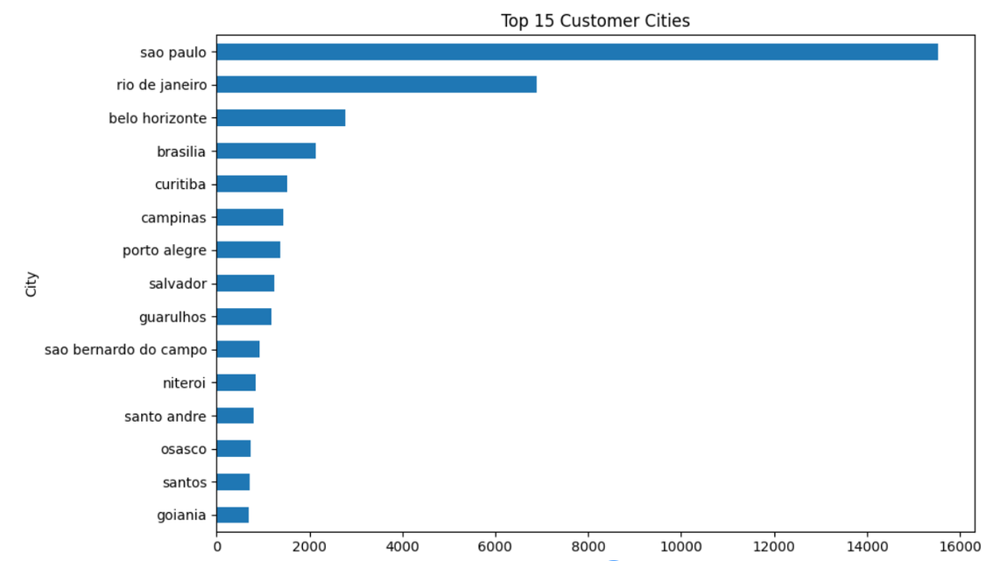 Top 15 Customer Cities
sao paulo
rio de janeiro
belo horizonte
brasilia
curitiba
campinas
porto alegre
salvador
City
guarulhos
sao bernardo do campo
niteroi
santo andre
osasco
santos
goiania
0 2000 4000 6000 8000 10000 12000 14000 16000